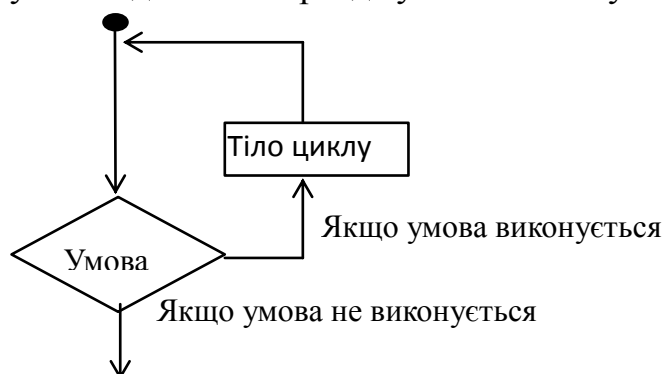 Тіло циклу
Якщо умова виконується
Умова
Якщо умова не виконується